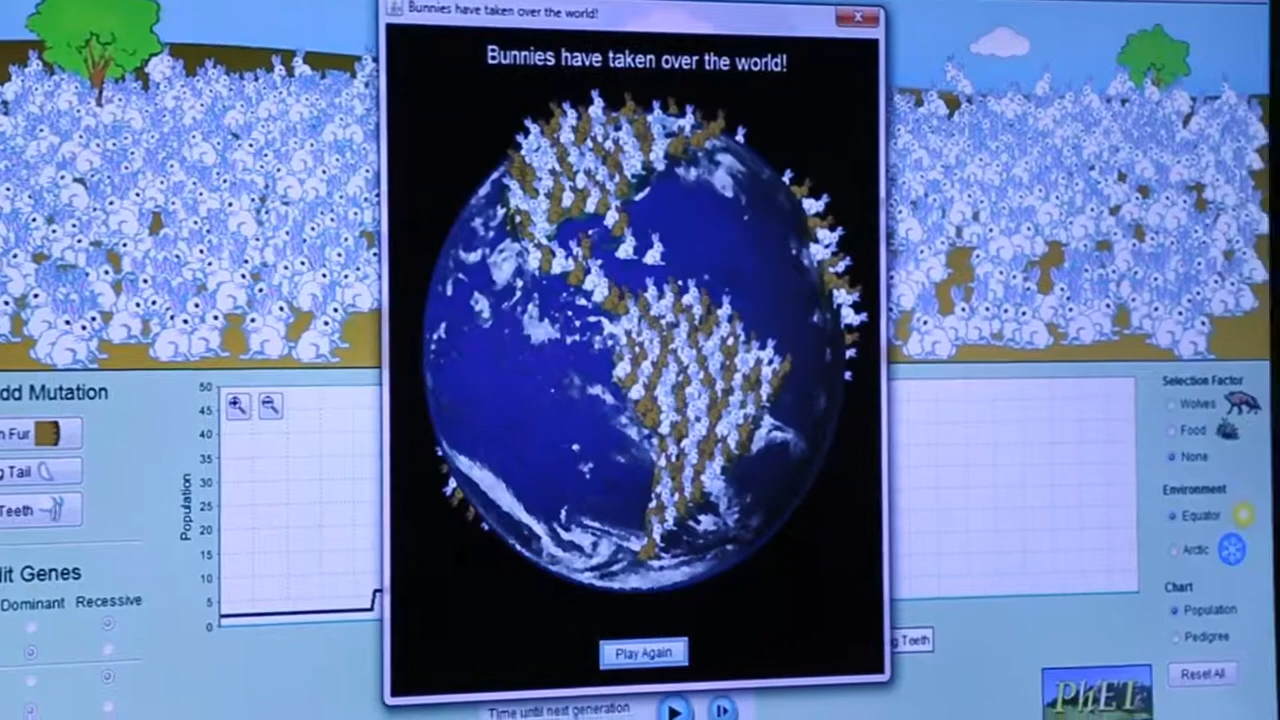 Bunnies have taken over the world!
Bunnies have taken over the world!
dd Mutation
n Fur
g Tail
Teeth
dit Genes
Dominant Recessive
Population
50
45
40
35
30
25
20
15
10
5
0
Play Again
Time until next generation
g Teeth
Selection Factor
Wolves
Food
None
Environment
Equator
Arctic
Chart
Population
Pedigree
Reset All
PhET